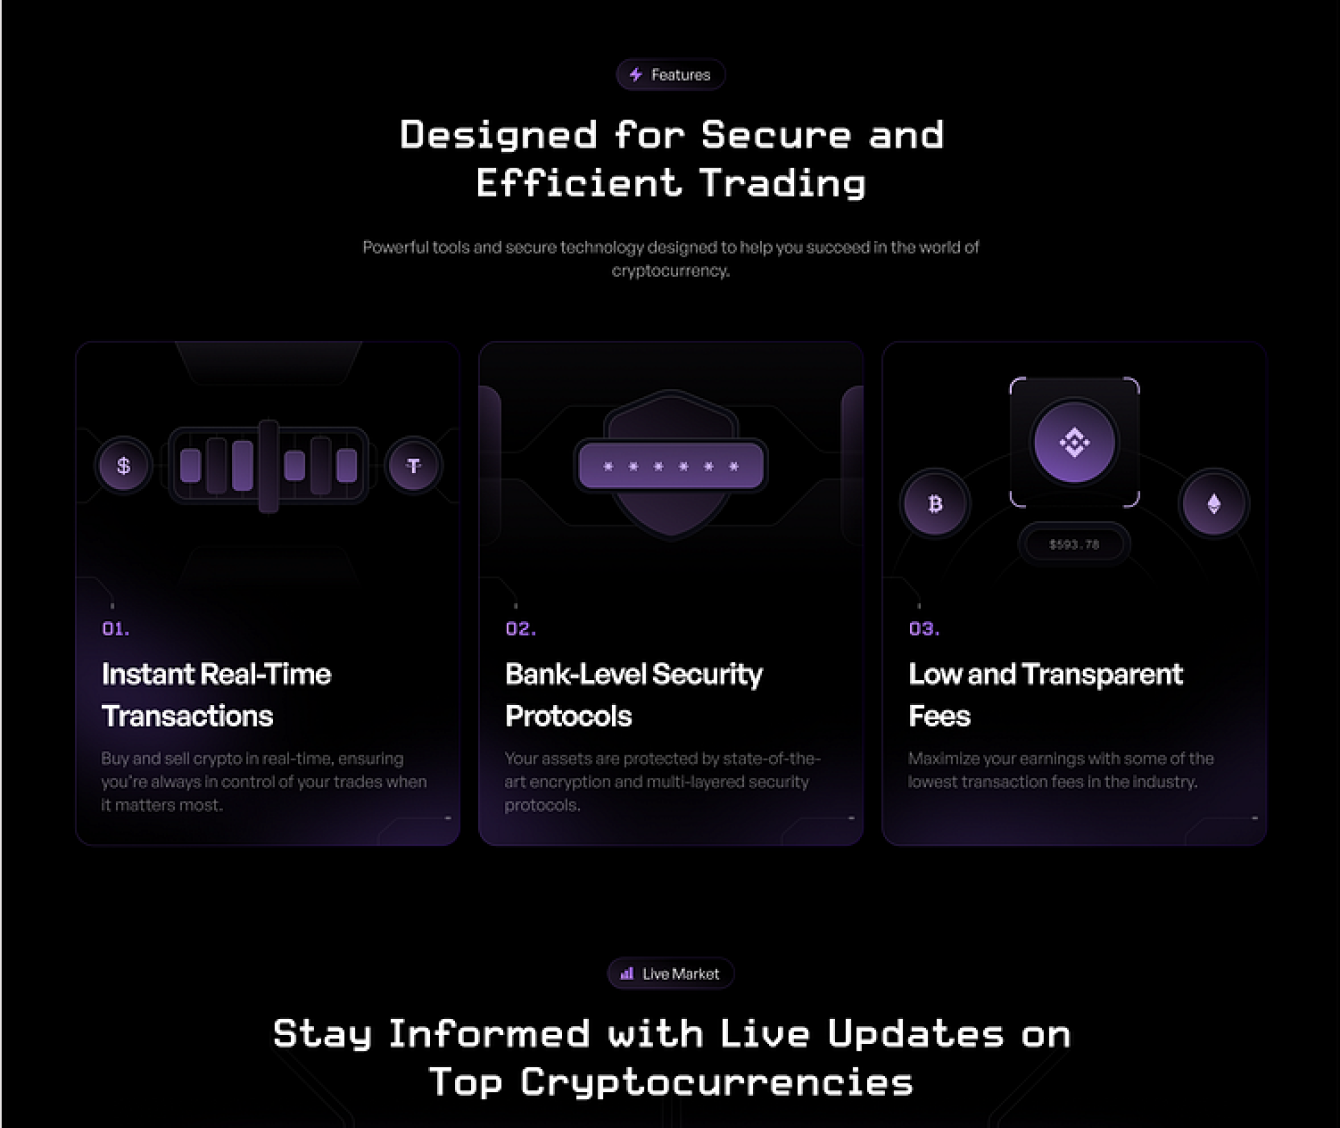 Features
Designed for Secure and
Efficient Trading
Powerful tools and secure technology designed to help you succeed in the world of
cryptocurrency.
$
T
* * * * * *
B
$593.78
01.
Instant Real-Time
Transactions
Buy and sell crypto in real-time, ensuring
you're always in control of your trades when
it matters most.
02.
Bank-Level Security
Protocols
Your assets are protected by state-of-the-
art encryption and multi-layered security
protocols.
03.
Low and Transparent
Fees
Maximize your earnings with some of the
lowest transaction fees in the industry.
Live Market
Stay Informed with Live Updates on
Top Cryptocurrencies